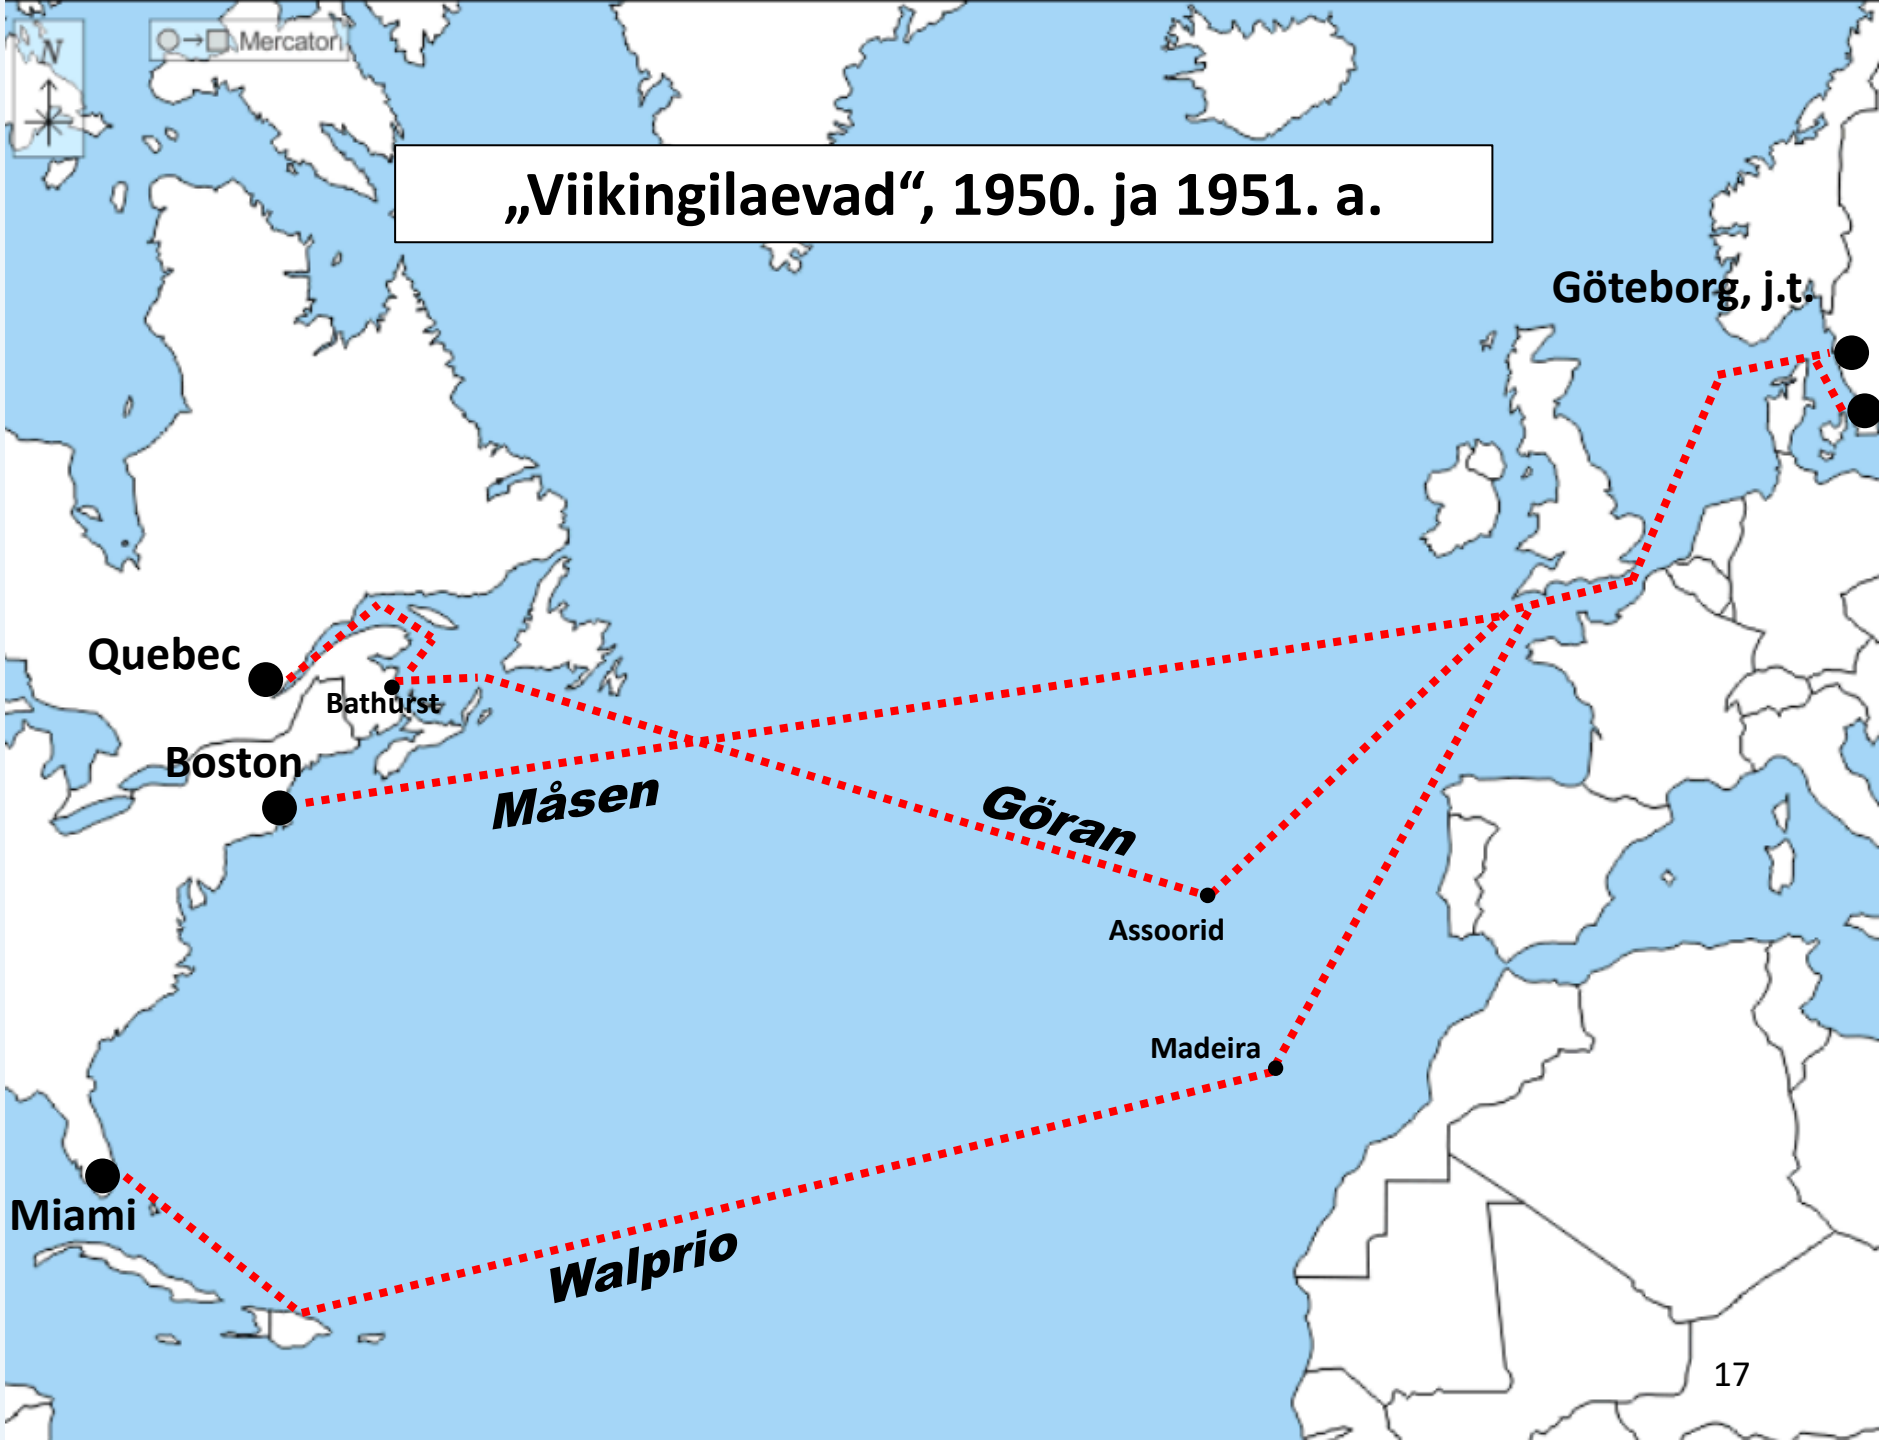 N
Mercator
„Viikingilaevad“, 1950. ja 1951. a.
Göteborg, j.t.
Quebec
Bathurst
Boston
Måsen
Göran
Assoorid
Madeira
Miami
Walprio
17